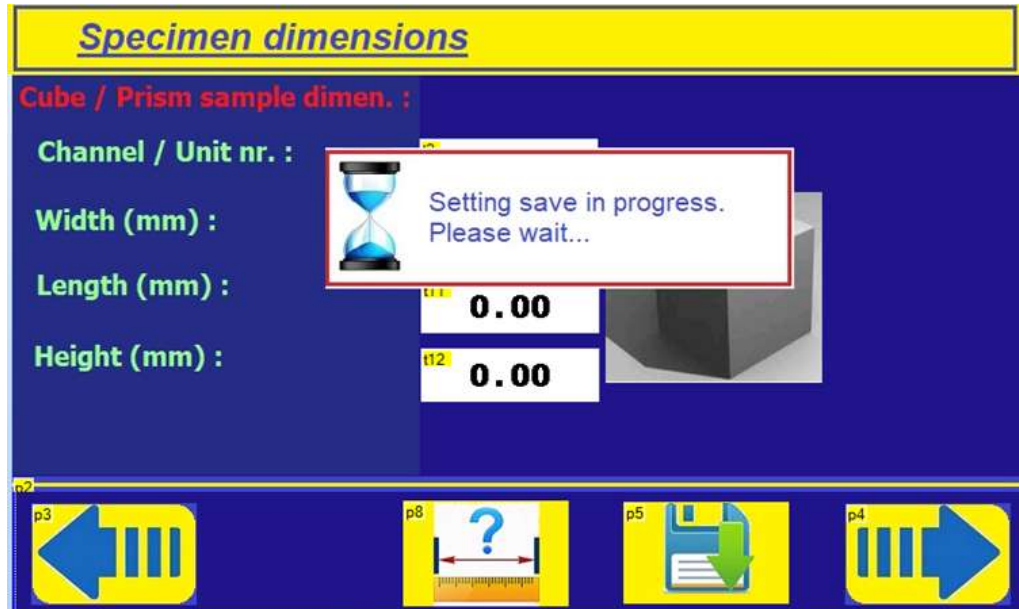 Specimen dimensions
Cube / Prism sample dimen. :
Channel / Unit nr. :
Setting save in progress.
Please wait...
Width (mm) :
Length (mm) :
t11
0.00
Height (mm) :
t12
0.00
p2
p3
p8
?
p5
p4